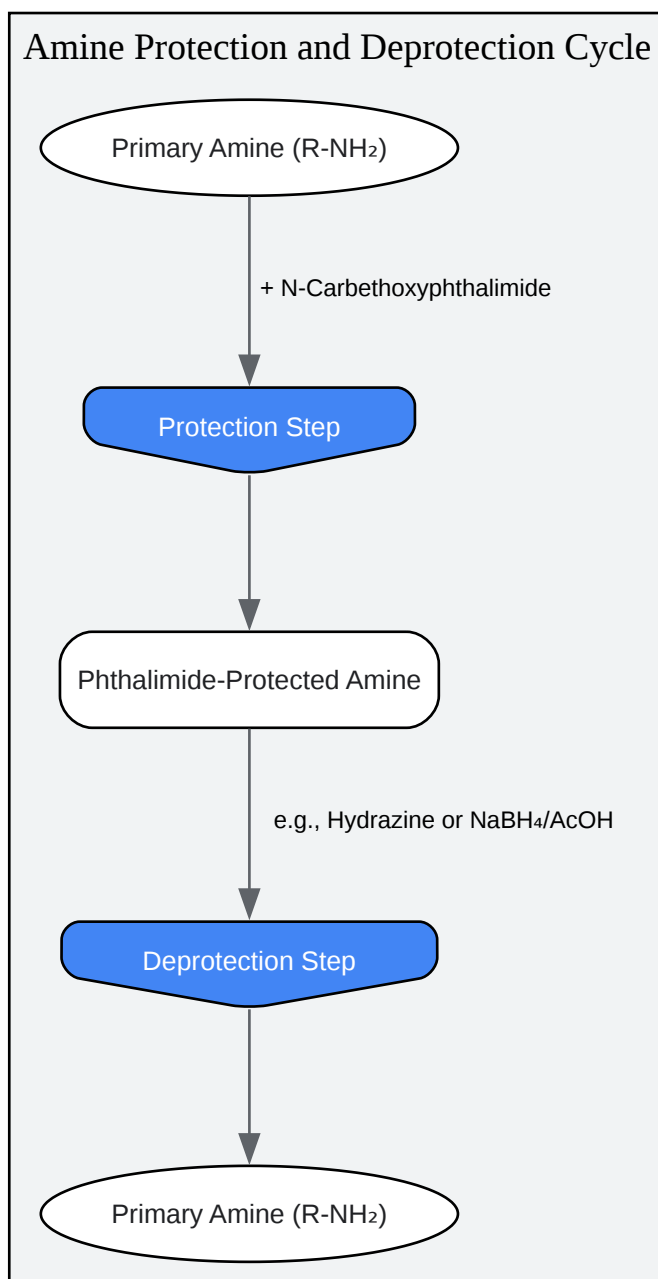 Amine Protection and Deprotection Cycle
Primary Amine (R-NH₂)
+ N-Carbethoxyphthalimide
Protection Step
Phthalimide-Protected Amine
e.g., Hydrazine or NaBH₄/AcOH
Deprotection Step
Primary Amine (R-NH₂)